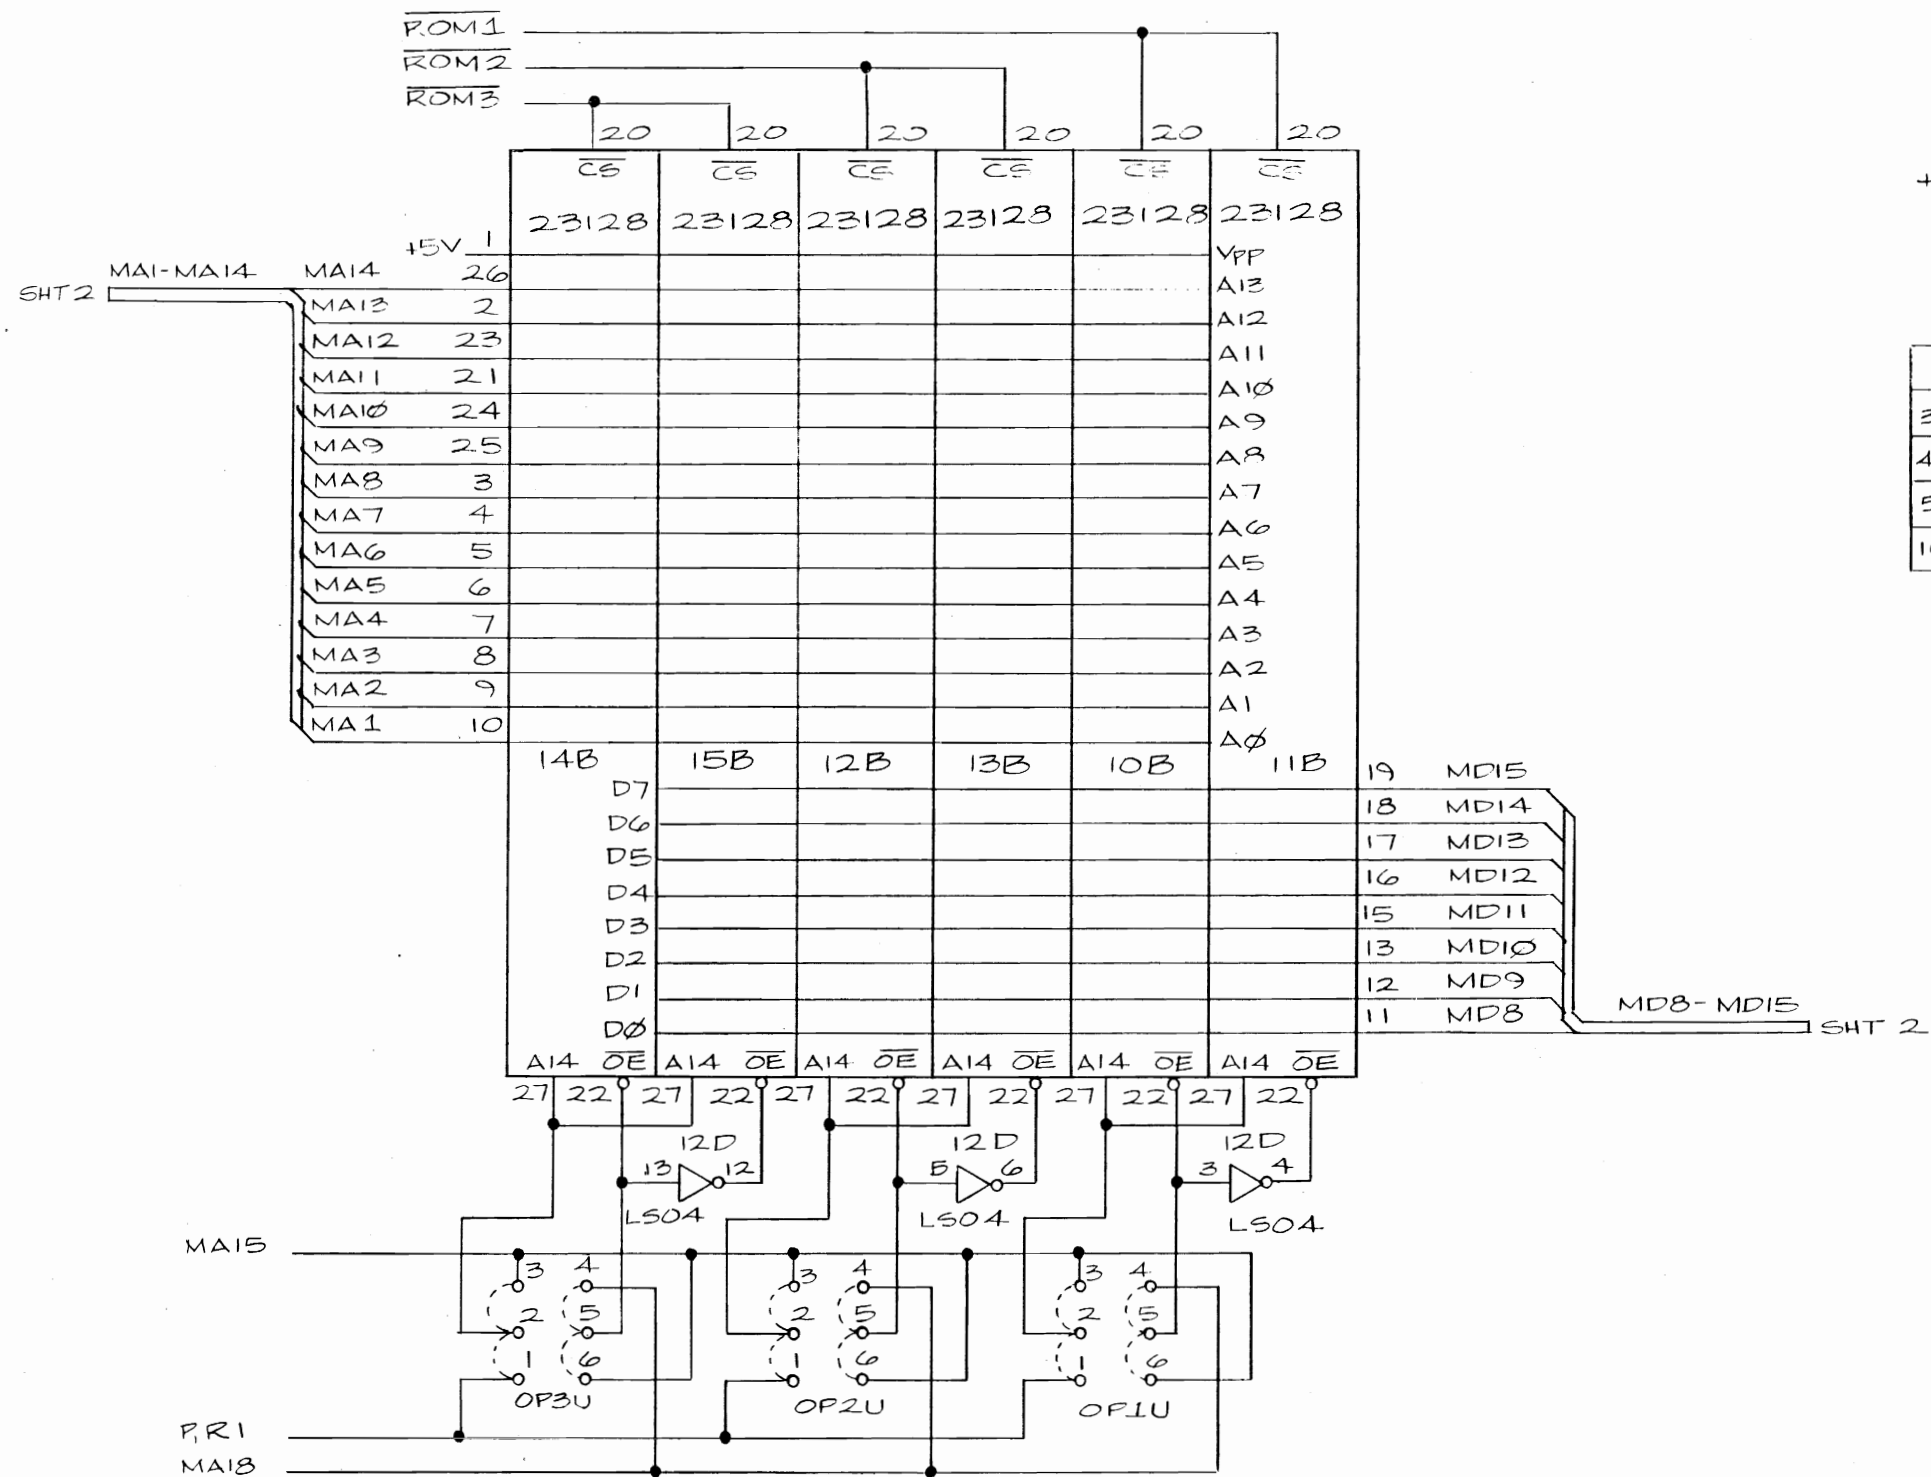 ROM1
ROM2
ROM3
20 20 20 20 20 20
CS CS CS CS CS CS
23128 23128 23128 23128 23128 23128
+5V 1 VPP
MA1-MA14 MA14 26 A13
SHT 2
MA13 2 A12
MA12 23 A11
MA11 21 A1Ø
MA1Ø 24 A9
MA9 25 A8
MA8 3 A7
MA7 4 A6
MA6 5 A5
MA5 6 A4
MA4 7 A3
MA3 8 A2
MA2 9 A1
MA1 10 AØ
14B 15B 12B 13B 10B 11B
D7 19 MD15
D6 18 MD14
D5 17 MD13
D4 16 MD12
D3 15 MD11
D2 13 MD1Ø
D1 12 MD9
DØ 11 MD8
MD8-MD15 SHT 2
A14 OE A14 OE A14 OE A14 OE A14 OE A14 OE
27 22 27 22 27 22 27 22 27 22 27 22
12D 12D 12D
13 12 5 6 3 4
LS04 LS04 LS04
MA15
3 4 3 4 3 4
2 5 2 5 2 5
1 6 1 6 1 6
OP3U OP2U OP1U
P,R1
MA18